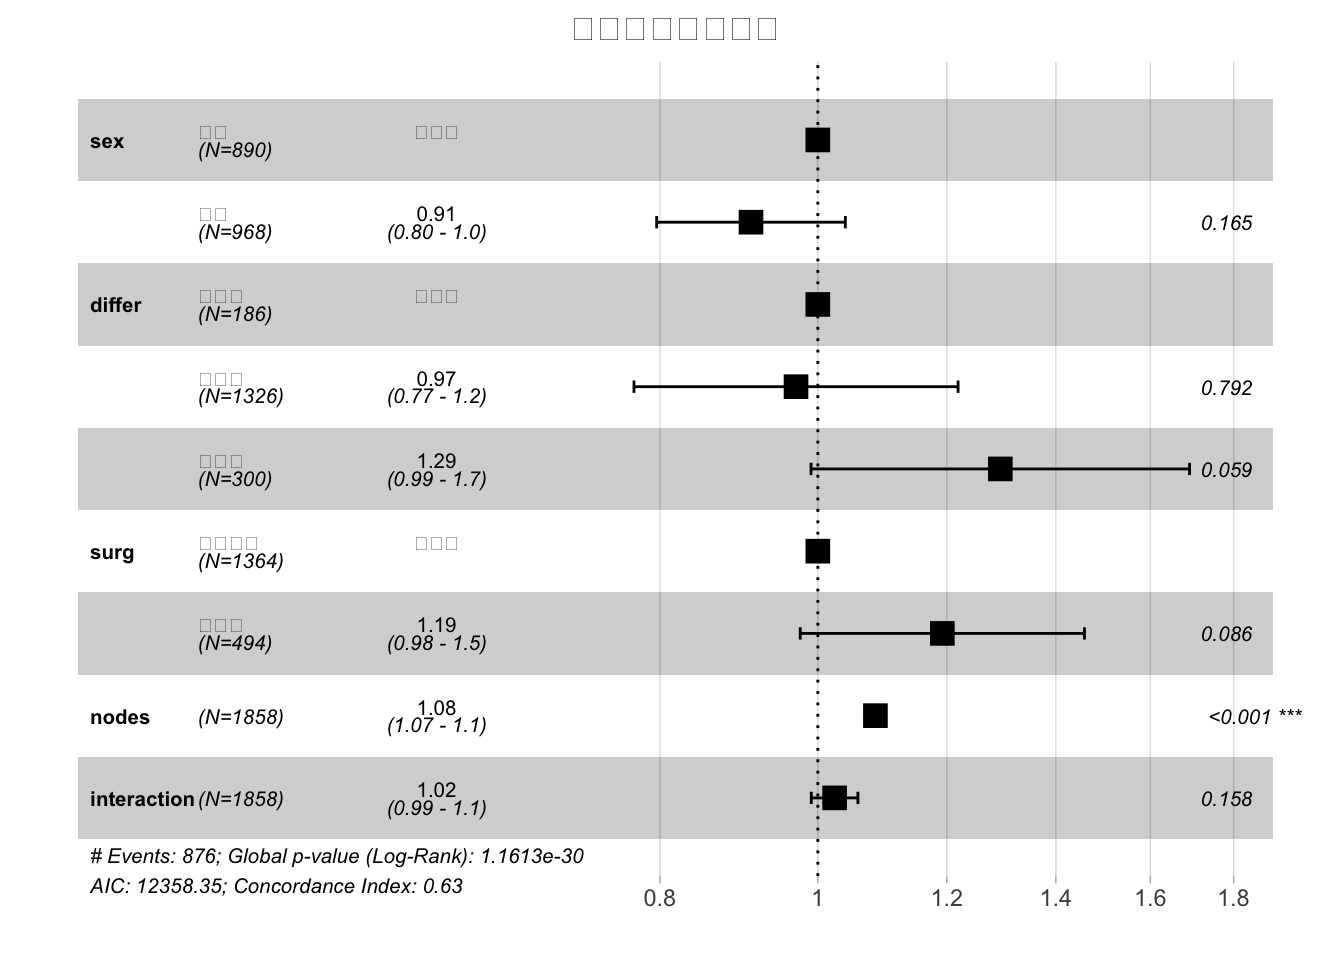 sex
(N=890)
(N=968)
0.91
(0.80 - 1.0)
0.165
differ
(N=186)
(N=1326)
0.97
(0.77 - 1.2)
0.792
(N=300)
1.29
(0.99 - 1.7)
0.059
surg
(N=1364)
(N=494)
1.19
(0.98 - 1.5)
0.086
nodes
(N=1858)
1.08
(1.07 - 1.1)
<0.001 ***
interaction
(N=1858)
1.02
(0.99 - 1.1)
0.158
# Events: 876; Global p-value (Log-Rank): 1.1613e-30
AIC: 12358.35; Concordance Index: 0.63
0.8
1
1.2
1.4
1.6
1.8